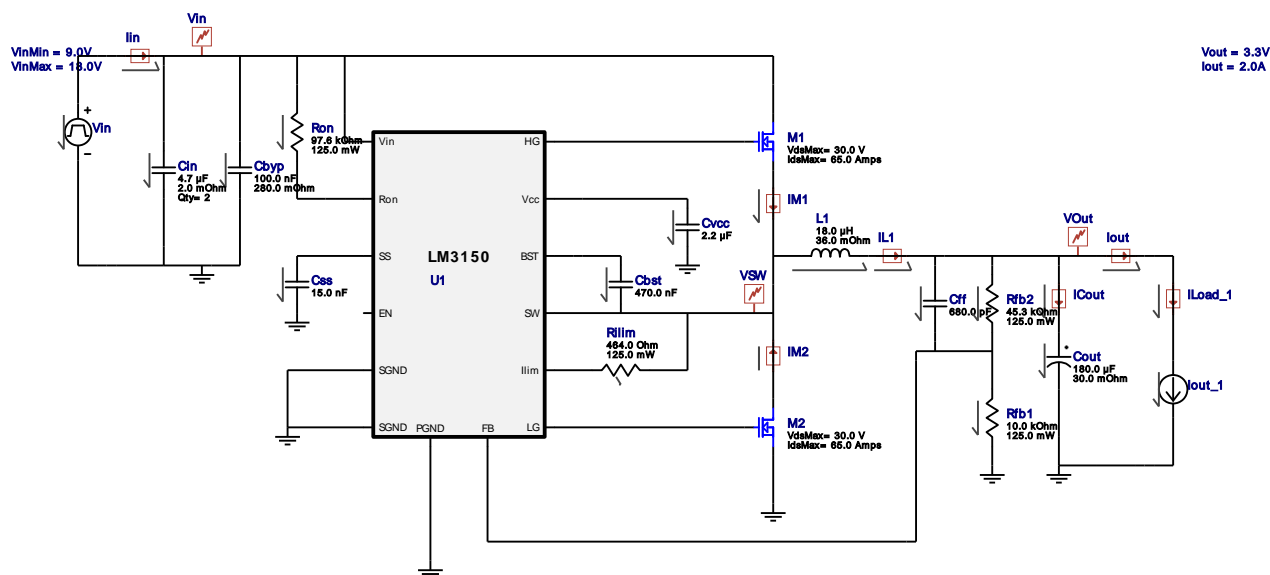 Vin
Iin
VinMin = 9.0V
VinMax = 18.0V
Vout = 3.3V
Iout = 2.0A
+
Vin
−
Cin
4.7 µF
2.0 mOhm
Qty= 2
Cbyp
100.0 nF
280.0 mOhm
Ron
97.6 kOhm
125.0 mW
Css
15.0 nF
Vin
Ron
SS
EN
SGND
SGND
PGND
FB
LM3150
U1
HG
Vcc
BST
SW
Ilim
LG
Cvcc
2.2 µF
Cbst
470.0 nF
Rilim
464.0 Ohm
125.0 mW
VSW
M1
VdsMax= 30.0 V
IdsMax= 65.0 Amps
IM1
IM2
M2
VdsMax= 30.0 V
IdsMax= 65.0 Amps
L1
18.0 µH
36.0 mOhm
IL1
Cff
680.0 pF
Rfb2
45.3 kOhm
125.0 mW
Rfb1
10.0 kOhm
125.0 mW
VOut
Iout
ICout
Cout
180.0 µF
30.0 mOhm
ILoad_1
Iout_1